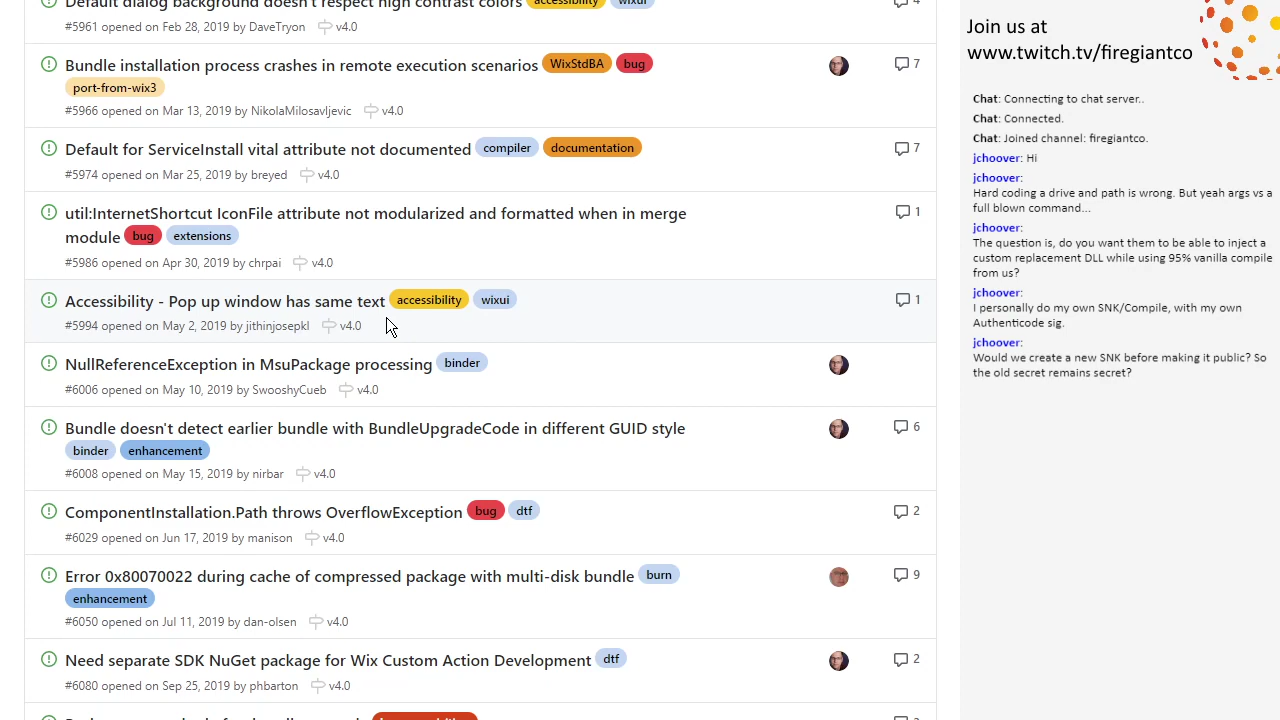 Default dialog background doesn't respect high contrast colors accessibility wixui 4
#5961 opened on Feb 28, 2019 by DaveTryon v4.0
Bundle installation process crashes in remote execution scenarios WixStdBA bug 7
port-from-wix3
#5966 opened on Mar 13, 2019 by NikolaMilosavljevic v4.0
Default for ServiceInstall vital attribute not documented compiler documentation 7
#5974 opened on Mar 25, 2019 by breyed v4.0
util:InternetShortcut IconFile attribute not modularized and formatted when in merge 1
module bug extensions
#5986 opened on Apr 30, 2019 by chrpai v4.0
Accessibility - Pop up window has same text accessibility wixui 1
#5994 opened on May 2, 2019 by jithinjosepkl v4.0
NullReferenceException in MsuPackage processing binder
#6006 opened on May 10, 2019 by SwooshyCueb v4.0
Bundle doesn't detect earlier bundle with BundleUpgradeCode in different GUID style 6
binder enhancement
#6008 opened on May 15, 2019 by nirbar v4.0
ComponentInstallation.Path throws OverflowException bug dtf 2
#6029 opened on Jun 17, 2019 by manison v4.0
Error 0x80070022 during cache of compressed package with multi-disk bundle burn 9
enhancement
#6050 opened on Jul 11, 2019 by dan-olsen v4.0
Need separate SDK NuGet package for Wix Custom Action Development dtf 2
#6080 opened on Sep 25, 2019 by phbarton v4.0
Join us at
www.twitch.tv/firegiantco
Chat: Connecting to chat server..
Chat: Connected.
Chat: Joined channel: firegiantco.
jchoover: Hi
jchoover:
Hard coding a drive and path is wrong. But yeah args vs a
full blown command...
jchoover:
The question is, do you want them to be able to inject a
custom replacement DLL while using 95% vanilla compile
from us?
jchoover:
I personally do my own SNK/Compile, with my own
Authenticode sig.
jchoover:
Would we create a new SNK before making it public? So
the old secret remains secret?